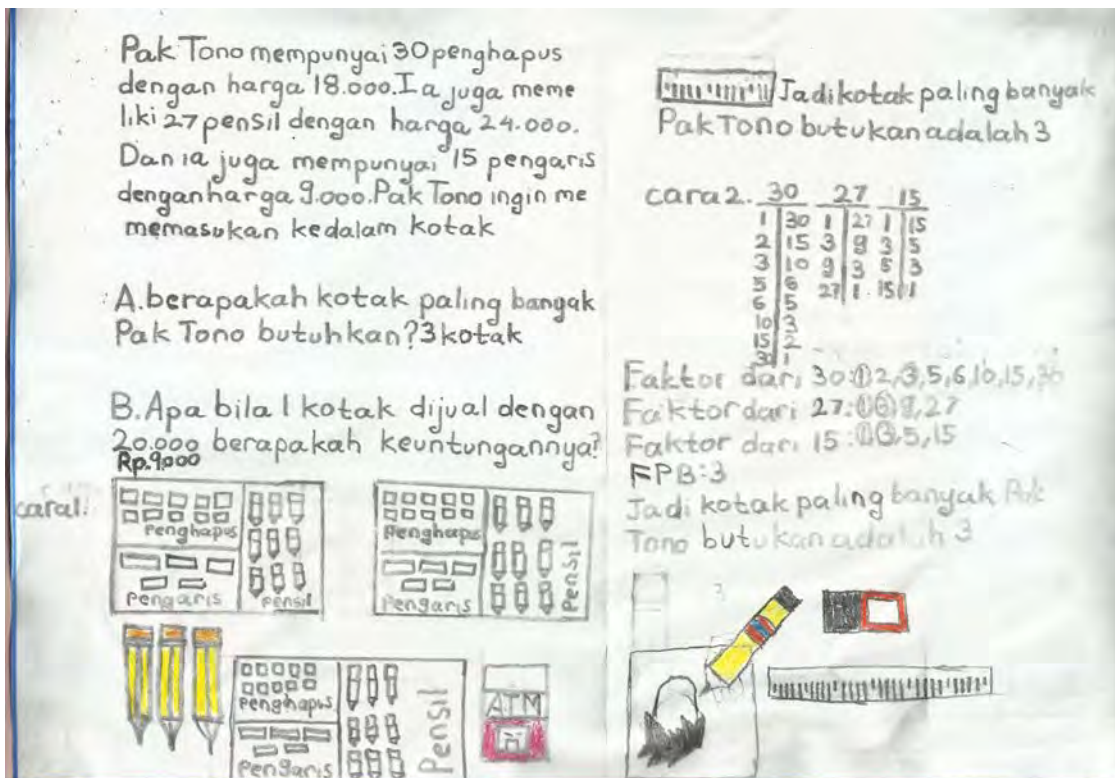 Pak Tono mempunyai 30 penghapus
dengan harga 18.000. Ia juga meme
liki 27 pensil dengan harga 24.000.
Dan ia juga mempunyai 15 pengaris
dengan harga 9.000. Pak Tono ingin me
memasukan kedalam kotak
A. berapakah kotak paling bangak
Pak Tono butuhkan? 3 kotak
B. Apa bila 1 kotak dijual dengan
20.000 berapakah keuntungannya?
Rp. 9.000
cara1:
Penghapus
Pengaris
Pensil
Penghapus
Pengaris
Pensil
Penghapus
Pengaris
Pensil
ATM
Jadi kotak paling banyak
Pak Tono butukan adalah 3
cara 2. 30 27 15
1 30 1 27 1 15
2 15 3 9 3 5
3 10 9 3 5 3
5 6 27 1 15 1
6 5
10 3
15 2
30 1
Faktor dari 30: 1 2, 3, 5, 6, 10, 15, 30
Faktor dari 27: 1 3 9, 27
Faktor dari 15: 1 3 5, 15
FPB: 3
Jadi kotak paling banyak Pak
Tono butukan adalah 3